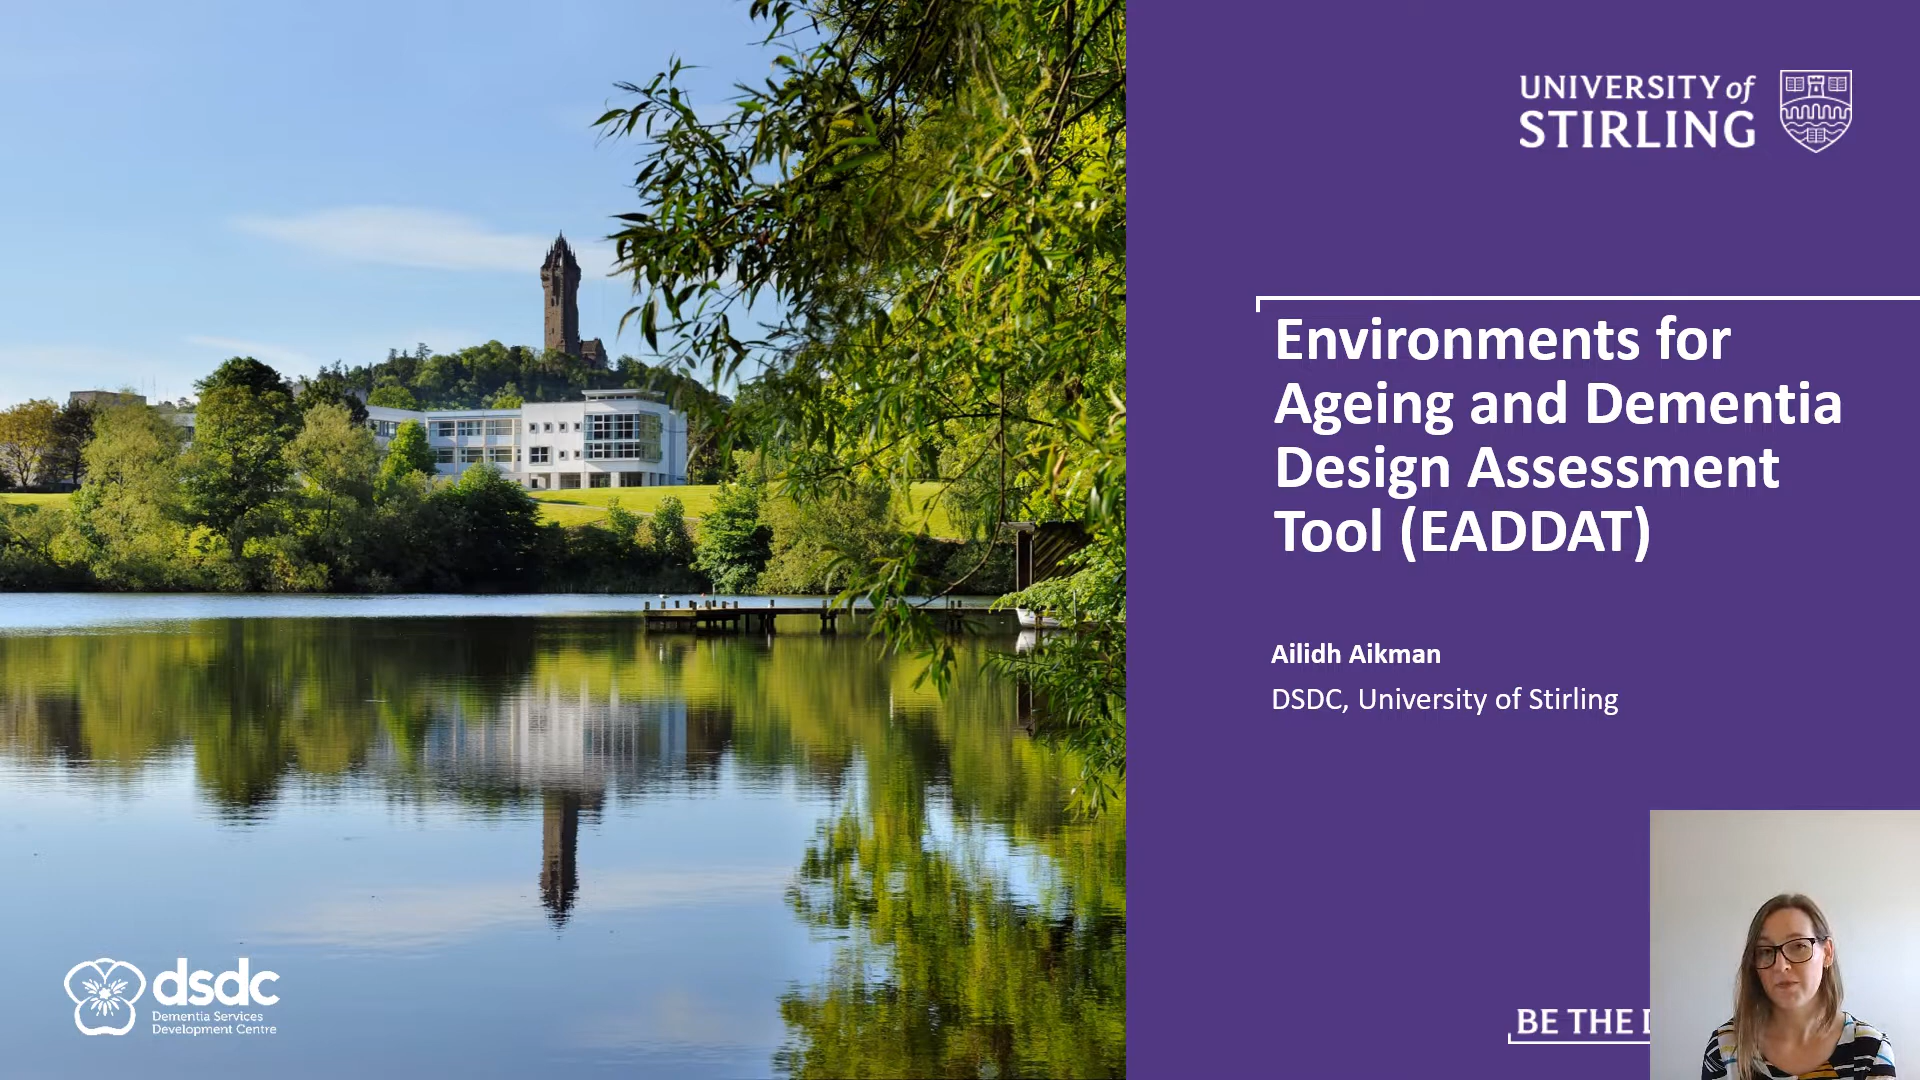 UNIVERSITY of
STIRLING
Environments for
Ageing and Dementia
Design Assessment
Tool (EADDAT)
Ailidh Aikman
DSDC, University of Stirling
dsdc
Dementia Services
Development Centre
BE THE